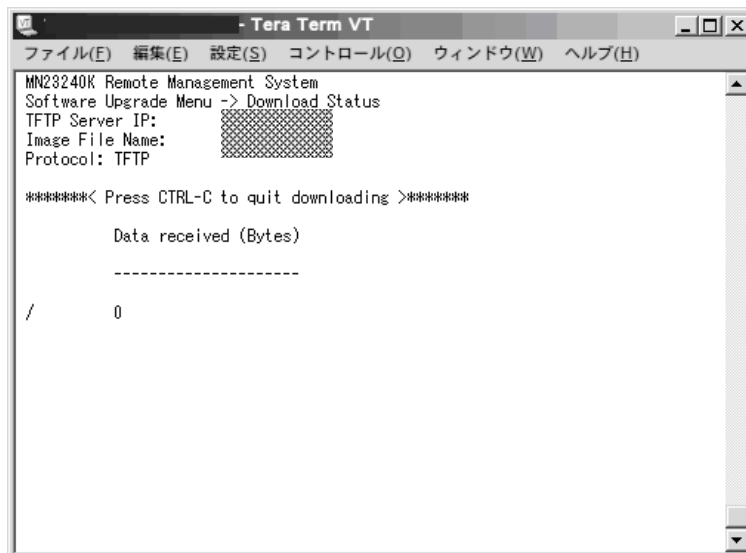 - Tera Term VT
ファイル(F) 編集(E) 設定(S) コントロール(O) ウィンドウ(W) ヘルプ(H)
MN23240K Remote Management System
Software Upgrade Menu -> Download Status
TFTP Server IP:
Image File Name:
Protocol: TFTP
*******< Press CTRL-C to quit downloading >*******
Data received (Bytes)
---------------------
/ 0